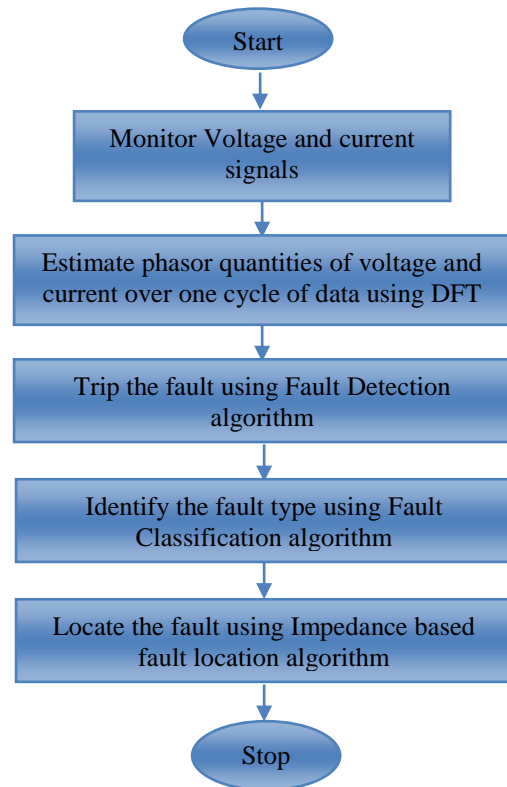 Start
Monitor Voltage and current
signals
Estimate phasor quantities of voltage and
current over one cycle of data using DFT
Trip the fault using Fault Detection
algorithm
Identify the fault type using Fault
Classification algorithm
Locate the fault using Impedance based
fault location algorithm
Stop